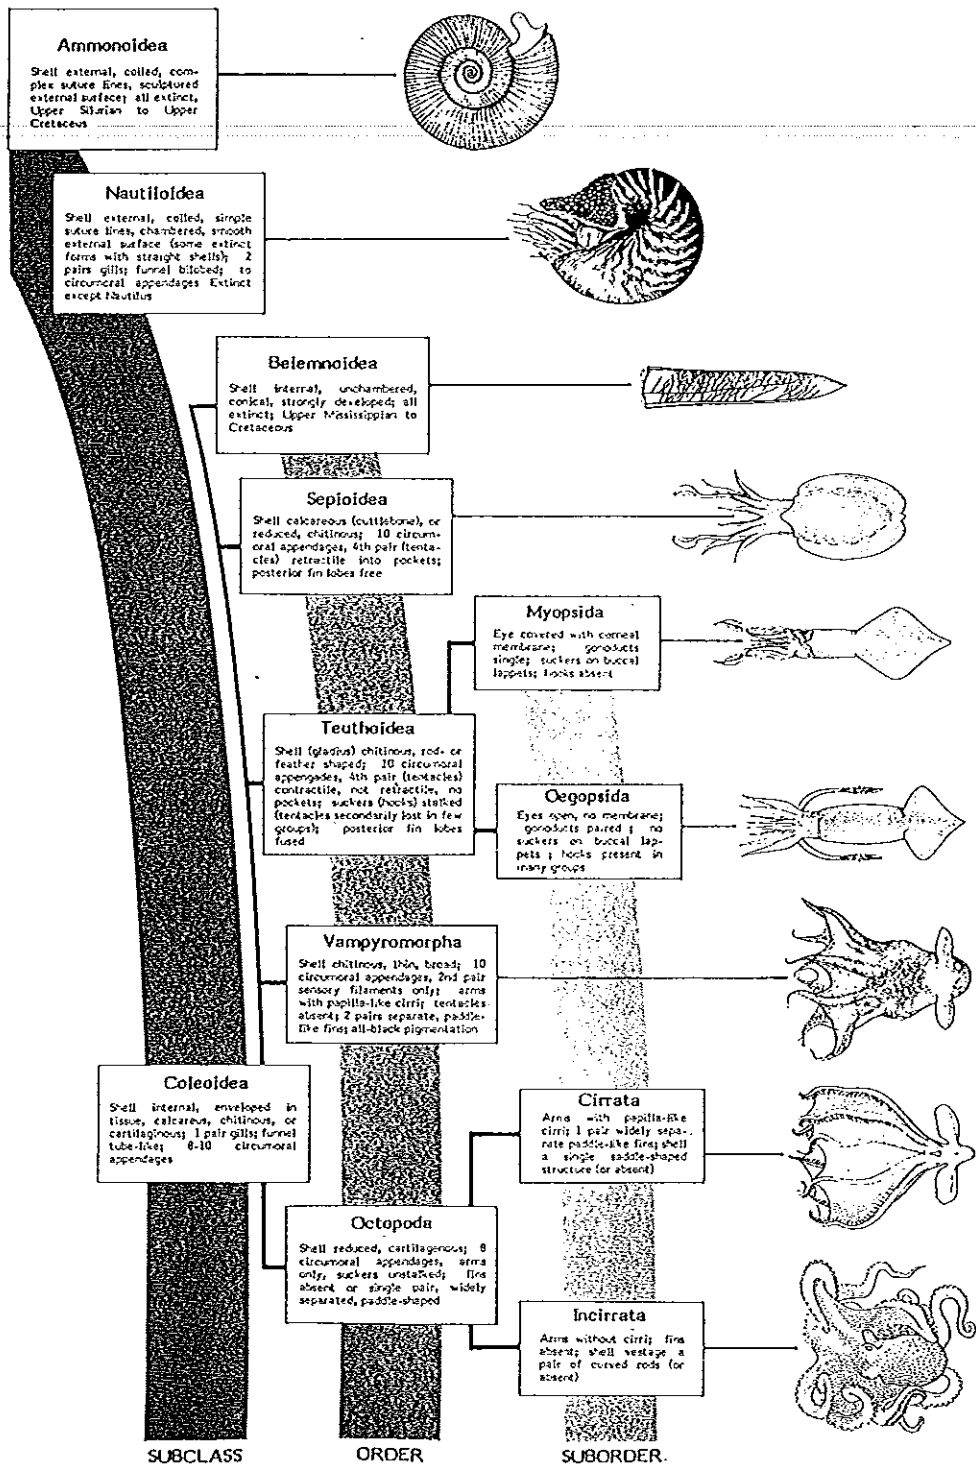 Ammonoidea
Shell external, coiled, com-
plex suture lines, sculptured
external surface; all extinct,
Upper Silurian to Upper
Cretaceus
Nautiloidea
Shell external, coiled, simple
suture lines, chambered, smooth
external surface (some extinct
forms with straight shells); 2
pairs gills; funnel bilobed; to
circumoral appendages Extinct
except Nautilus
Belemnoidea
Shell internal, unchambered,
conical, strongly developed; all
extinct; Upper Mississippian to
Cretaceous
Sepioidea
Shell calcareous (cuttlebone), or
reduced, chitinous; 10 circum-
oral appendages, 4th pair (tenta-
cles) retractile into pockets;
posterior fin lobes free
Myopsida
Eye covered with corneal
membrane; gonoducts
single; suckers on buccal
lappets; hooks absent
Teuthoidea
Shell (gladius) chitinous, rod- or
feather shaped; 10 circumoral
appengades, 4th pair (tentacles)
contractile, not retractile, no
pockets; suckers (hooks) stalked
(tentacles secondarily lost in few
groups); posterior fin lobes
fused
Oegopsida
Eyes open, no membrane;
gonoducts paired ; no
suckers on buccal lap-
pets ; hooks present in
many groups
Vampyromorpha
Shell chitinous, thin, broad; 10
circumoral appendages, 2nd pair
sensory filaments only; arms
with papilla-like cirri; tentacles
absent; 2 pairs separate, paddle-
like fins; all-black pigmentation
Coleoidea
Shell internal, enveloped in
tissue, calcareus, chitinous, or
cartilaginous; 1 pair gills; funnel
tube-like; 8-10 circumoral
appendages
Cirrata
Arms with papilla-like
cirri; 1 pair widely sepa-
rate paddle-like fins; shell
a single saddle-shaped
structure (or absent)
Octopoda
Shell reduced, cartilagenous; 8
circumoral appendages, arms
only, suckers unstalked; fins
absent or single pair, widely
separated, paddle-shaped
Incirrata
Arms without cirri; fins
absent; shell vestage a
pair of curved rods (or
absent)
SUBCLASS
ORDER
SUBORDER.